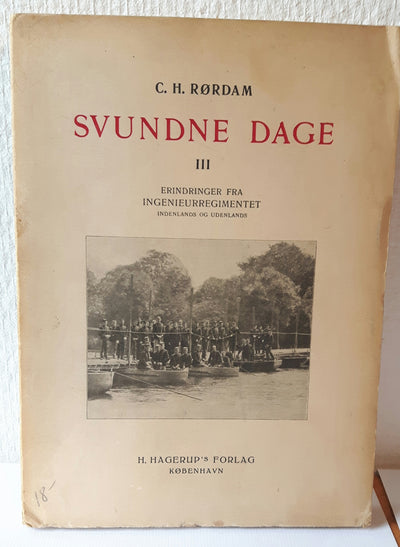 C. H. RØRDAM
SVUNDNE DAGE
III
ERINDRINGER FRA
INGENIEURREGIMENTET
INDENLANDS OG UDENLANDS
H. HAGERUP'S FORLAG
KØBENHAVN
18-